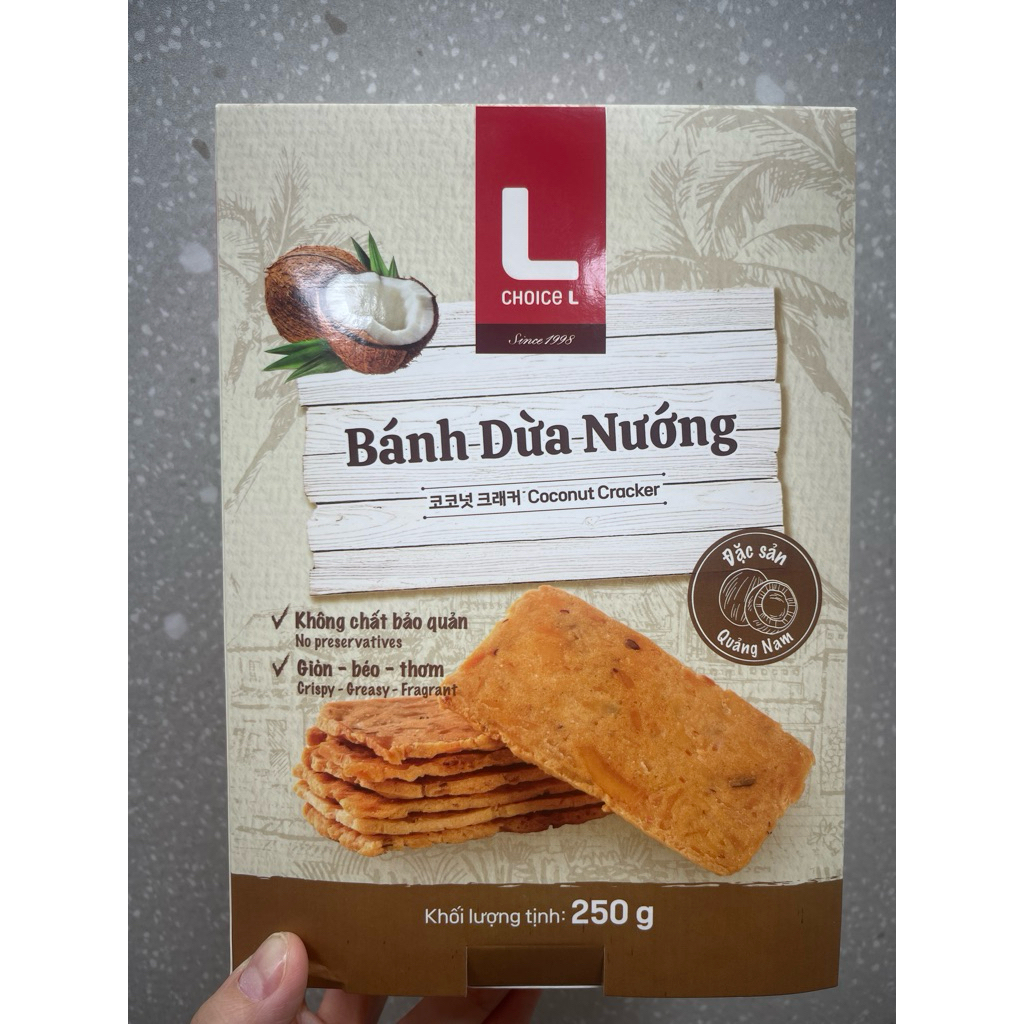 L
CHOICE L
Since 1998
Bánh Dừa Nướng
코코넛 크래커 Coconut Cracker
Đặc sản
Quảng Nam
✓ Không chất bảo quản
No preservatives
✓ Giòn - béo - thơm
Crispy - Greasy - Fragrant
Khối lượng tịnh: 250 g